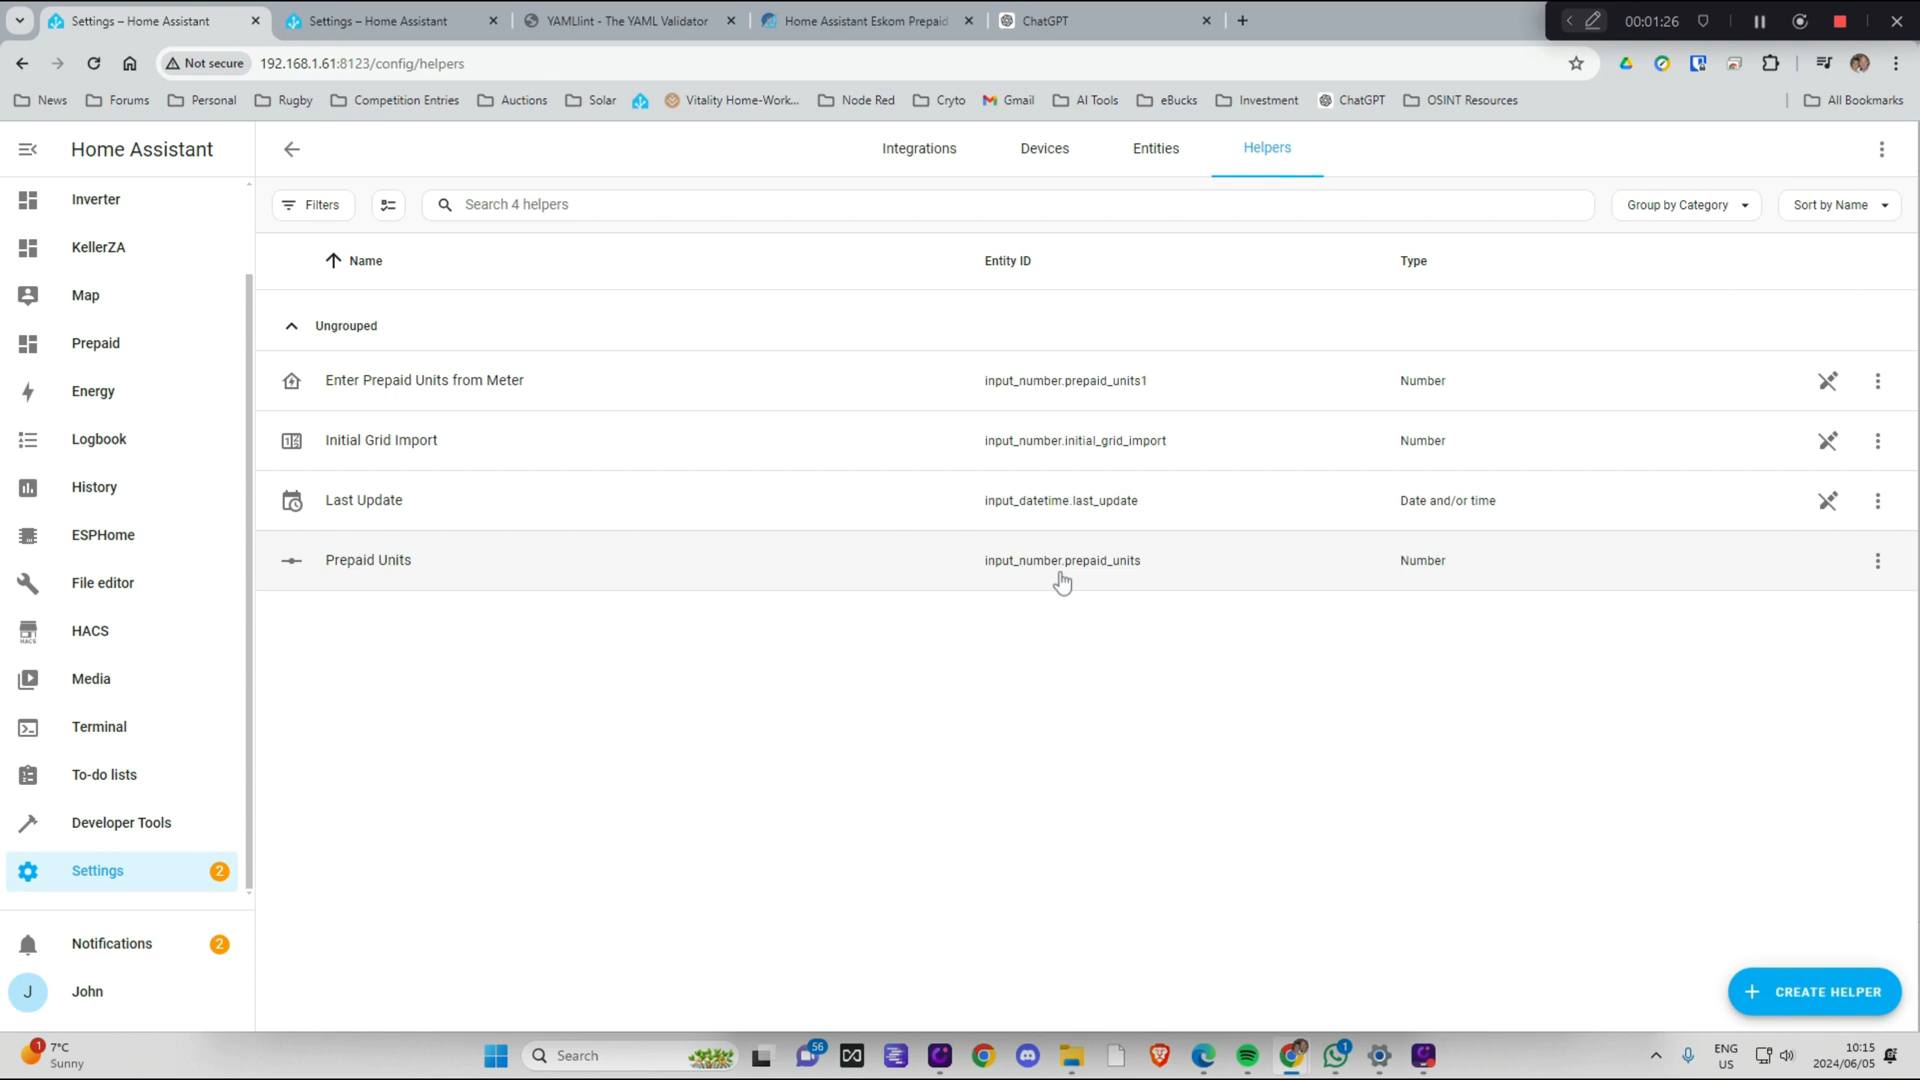 Settings – Home Assistant
Settings – Home Assistant
YAMLlint - The YAML Validator
Home Assistant Eskom Prepaid
ChatGPT
00:01:26
Not secure
192.168.1.61:8123/config/helpers
News
Forums
Personal
Rugby
Competition Entries
Auctions
Solar
Vitality Home-Work...
Node Red
Cryto
Gmail
AI Tools
eBucks
Investment
ChatGPT
OSINT Resources
All Bookmarks
Home Assistant
Integrations
Devices
Entities
Helpers
Inverter
KellerZA
Map
Prepaid
Energy
Logbook
History
ESPHome
File editor
HACS
Media
Terminal
To-do lists
Developer Tools
Settings 2
Notifications 2
J John
Filters
Search 4 helpers
Group by Category
Sort by Name
Name Entity ID Type
Ungrouped
Enter Prepaid Units from Meter input_number.prepaid_units1 Number
Initial Grid Import input_number.initial_grid_import Number
Last Update input_datetime.last_update Date and/or time
Prepaid Units input_number.prepaid_units Number
CREATE HELPER
1
7°C
Sunny
Search
56
1
ENG
US
10:15
2024/06/05